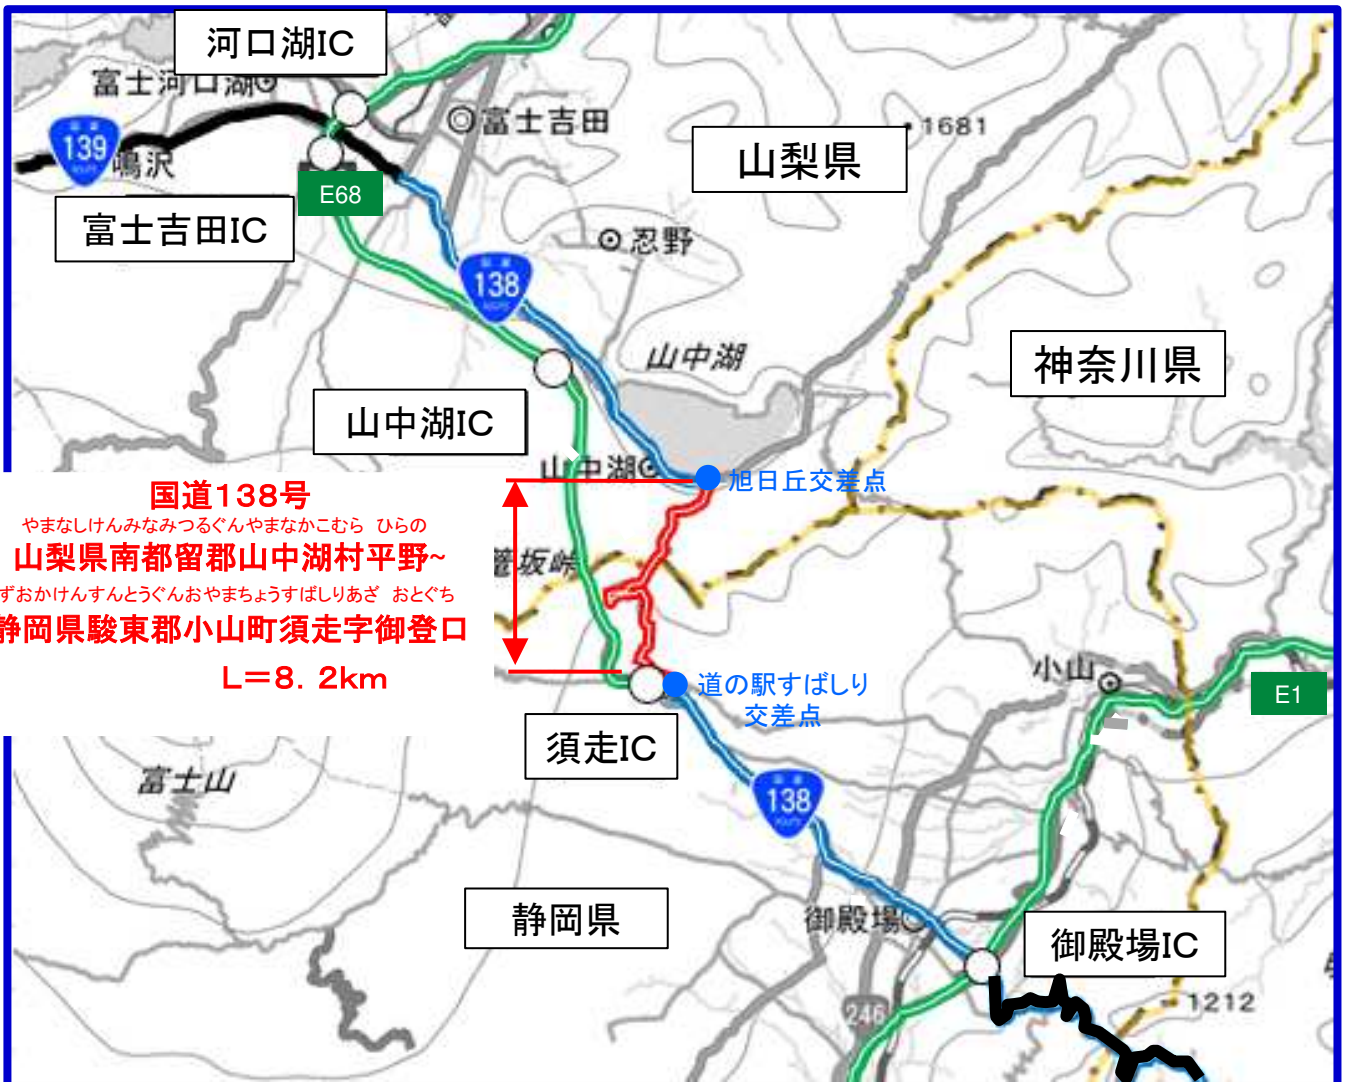 河口湖IC
富士河口湖
富士吉田
1681
山梨県
139
鳴沢
E68
富士吉田IC
忍野
138
山中湖
神奈川県
山中湖IC
山中湖
旭日丘交差点
国道138号
やまなしけんみなみつるぐんやまなかこむら ひらの
山梨県南都留郡山中湖村平野~
ずおかけんすんとうぐんおやまちょうすばしりあざ おとぐち
静岡県駿東郡小山町須走字御登口
L=8. 2km
籠坂峠
小山
道の駅すばしり
交差点
E1
須走IC
富士山
138
静岡県
御殿場
御殿場IC
246
1212